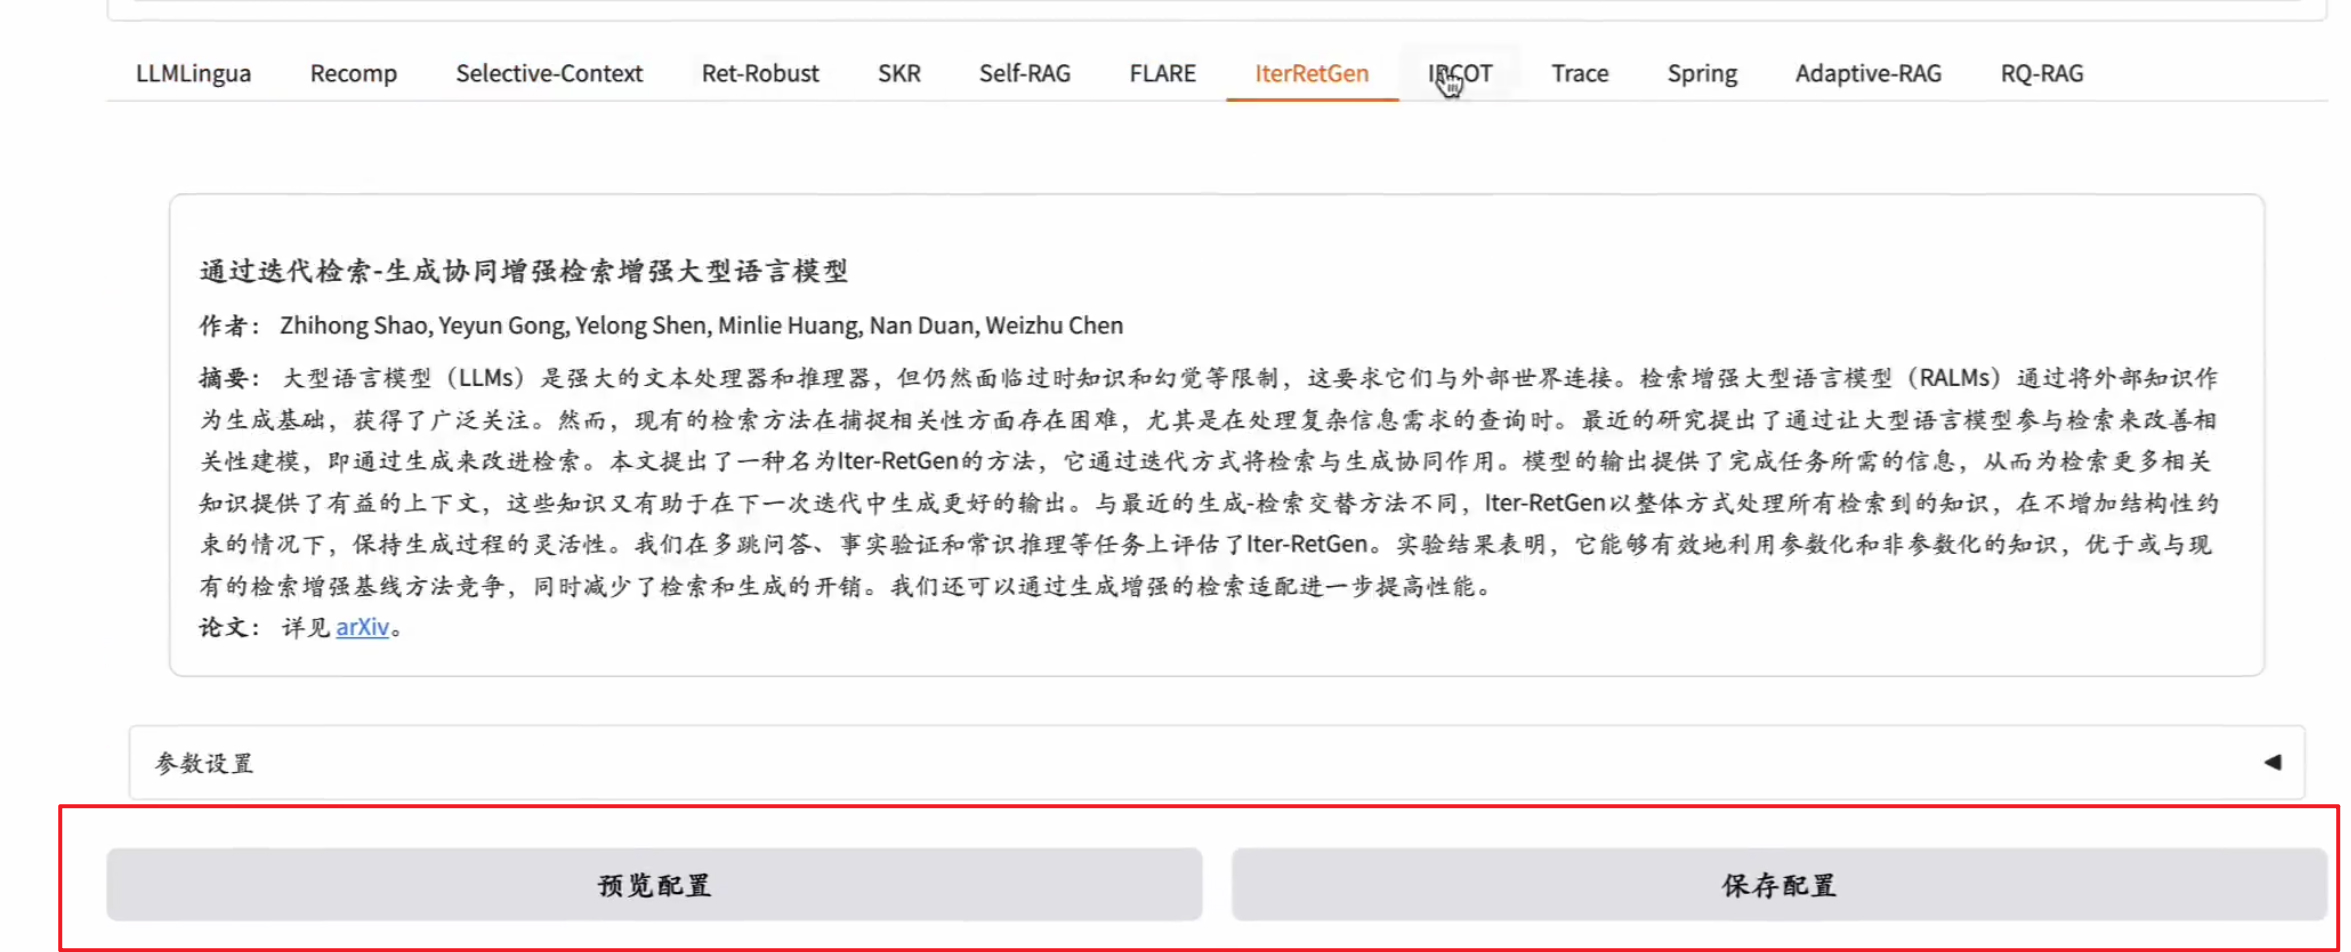 LLMLingua Recomp Selective-Context Ret-Robust SKR Self-RAG FLARE IterRetGen IRCOT Trace Spring Adaptive-RAG RQ-RAG
通过迭代检索-生成协同增强检索增强大型语言模型
作者： Zhihong Shao, Yeyun Gong, Yelong Shen, Minlie Huang, Nan Duan, Weizhu Chen
摘要： 大型语言模型（LLMs）是强大的文本处理器和推理器，但仍然面临过时知识和幻觉等限制，这要求它们与外部世界连接。检索增强大型语言模型（RALMs）通过将外部知识作
为生成基础，获得了广泛关注。然而，现有的检索方法在捕捉相关性方面存在困难，尤其是在处理复杂信息需求的查询时。最近的研究提出了通过让大型语言模型参与检索来改善相
关性建模，即通过生成来改进检索。本文提出了一种名为Iter-RetGen的方法，它通过迭代方式将检索与生成协同作用。模型的输出提供了完成任务所需的信息，从而为检索更多相关
知识提供了有益的上下文，这些知识又有助于在下一次迭代中生成更好的输出。与最近的生成-检索交替方法不同，Iter-RetGen以整体方式处理所有检索到的知识，在不增加结构性约
束的情况下，保持生成过程的灵活性。我们在多跳问答、事实验证和常识推理等任务上评估了Iter-RetGen。实验结果表明，它能够有效地利用参数化和非参数化的知识，优于或与现
有的检索增强基线方法竞争，同时减少了检索和生成的开销。我们还可以通过生成增强的检索适配进一步提高性能。
论文： 详见 arXiv。
参数设置
预览配置 保存配置